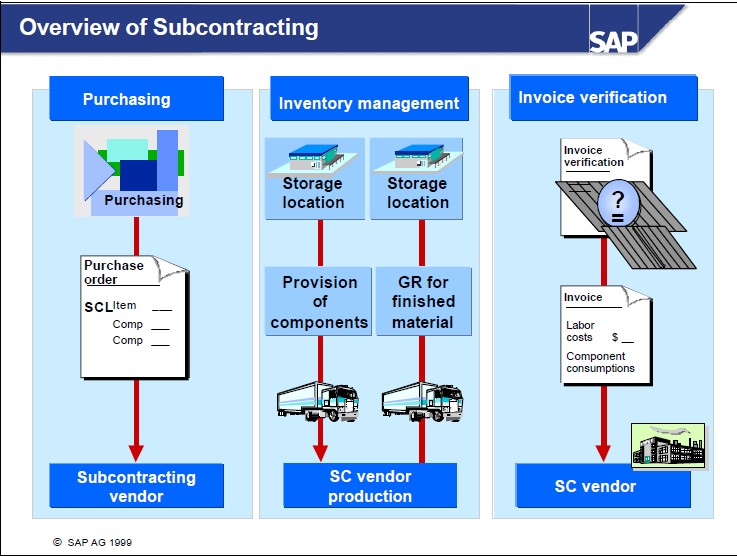 Overview of Subcontracting
SAP
Purchasing
Purchasing
Purchase
order
SCL Item ___
Comp ___
Comp ___
Subcontracting
vendor
Inventory management
Storage
location
Storage
location
Provision
of
components
GR for
finished
material
SC vendor
production
Invoice verification
Invoice
verification
?
=
Invoice
Labor
costs $ __
Component
consumptions
SC vendor
© SAP AG 1999